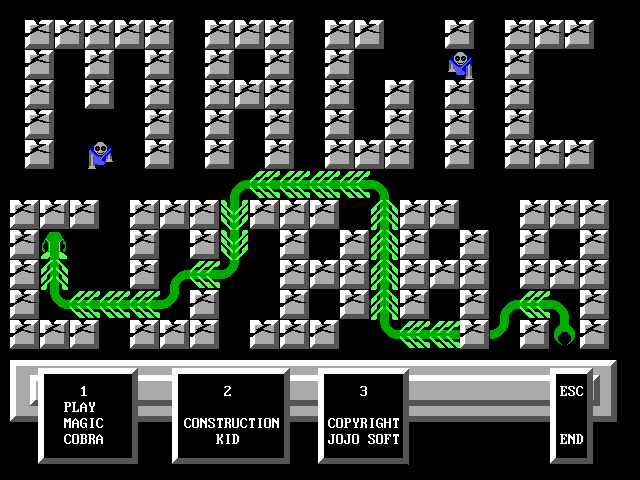 MAGIC
COBRA
1
PLAY
MAGIC
COBRA
2
CONSTRUCTION
KID
3
COPYRIGHT
JOJO SOFT
ESC
END